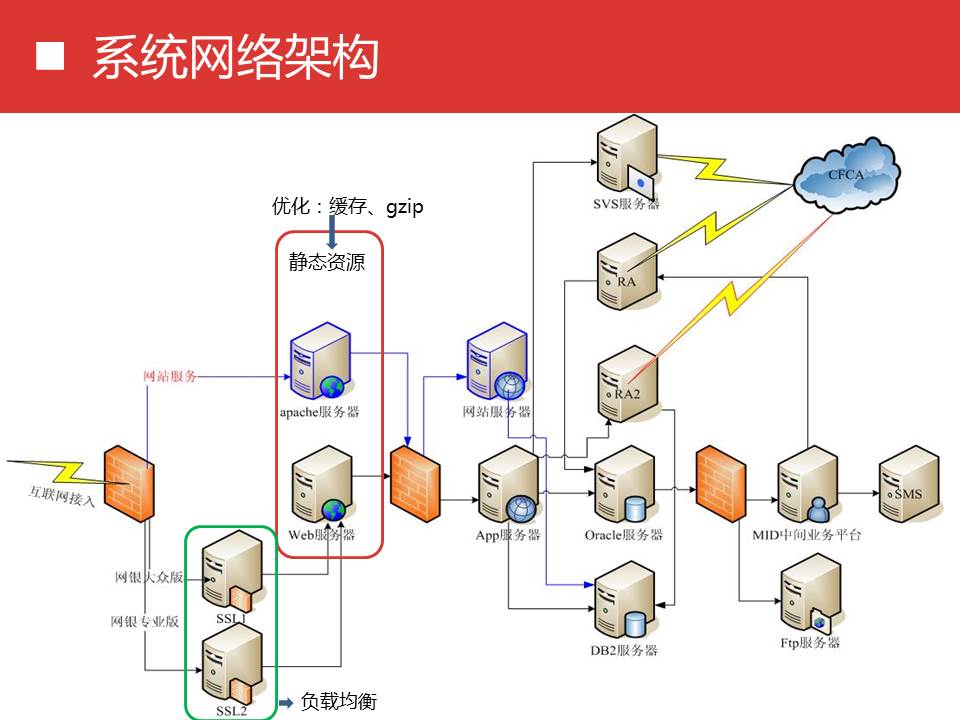 系统网络架构
SVS服务器
CFCA
优化：缓存、gzip
静态资源
RA
网站服务
RA2
apache服务器
网站服务器
互联网接入
SMS
Web服务器
App服务器
Oracle服务器
MID中间业务平台
网银大众版
SSL1
网银专业版
DB2服务器
Ftp服务器
SSL2
负载均衡